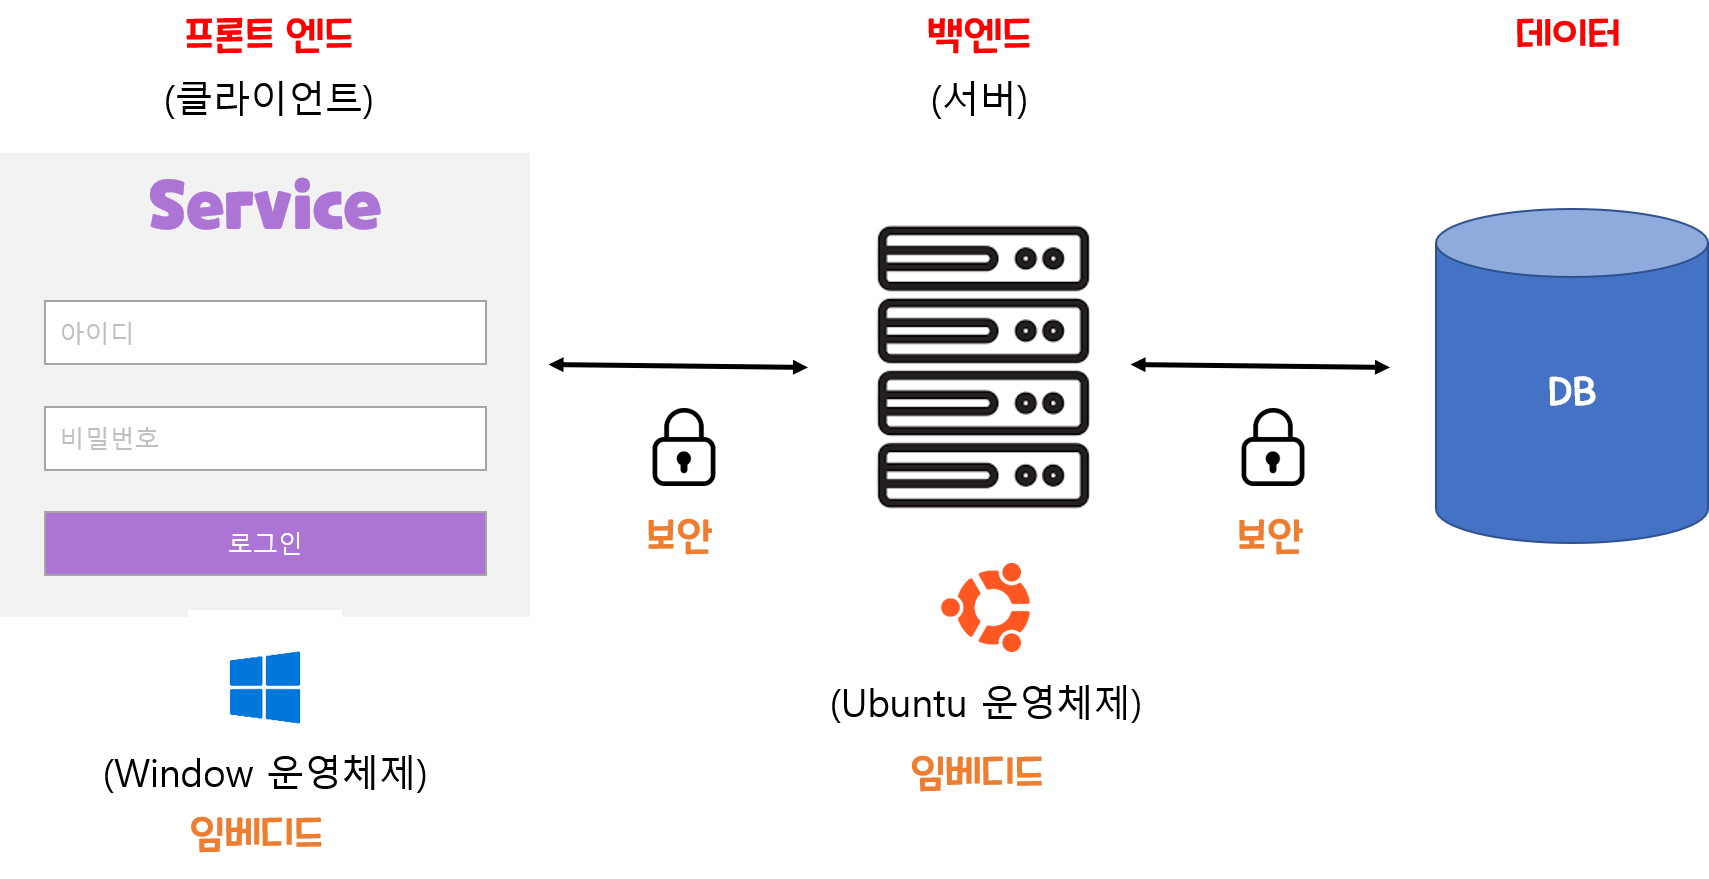 프론트 엔드
(클라이언트)
Service
아이디
비밀번호
로그인
(Window 운영체제)
임베디드
보안
백엔드
(서버)
(Ubuntu 운영체제)
임베디드
보안
데이터
DB